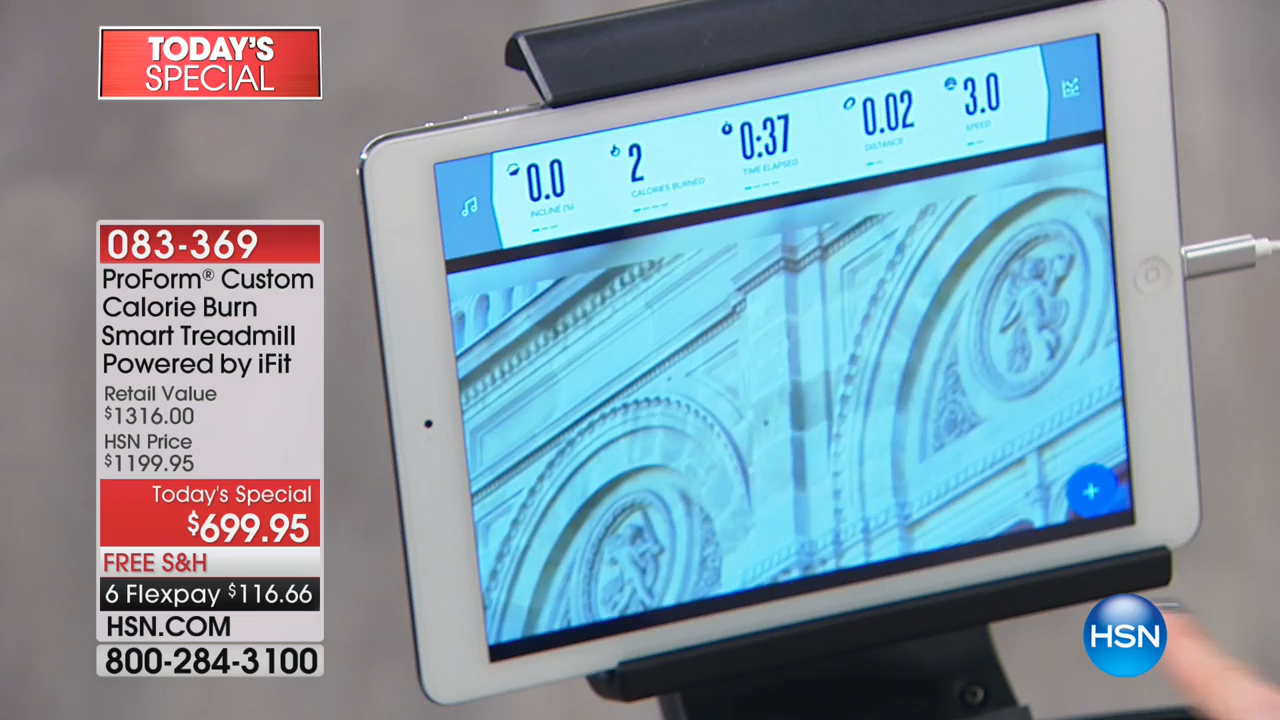 TODAY'S
SPECIAL
083-369
ProForm® Custom
Calorie Burn
Smart Treadmill
Powered by iFit
Retail Value
$1316.00
HSN Price
$1199.95
Today's Special
$699.95
FREE S&H
6 Flexpay $116.66
HSN.COM
800-284-3100
0.0
INCLINE (%)
2
CALORIES BURNED
0:37
TIME ELAPSED
0.02
DISTANCE
3.0
SPEED
+
HSN